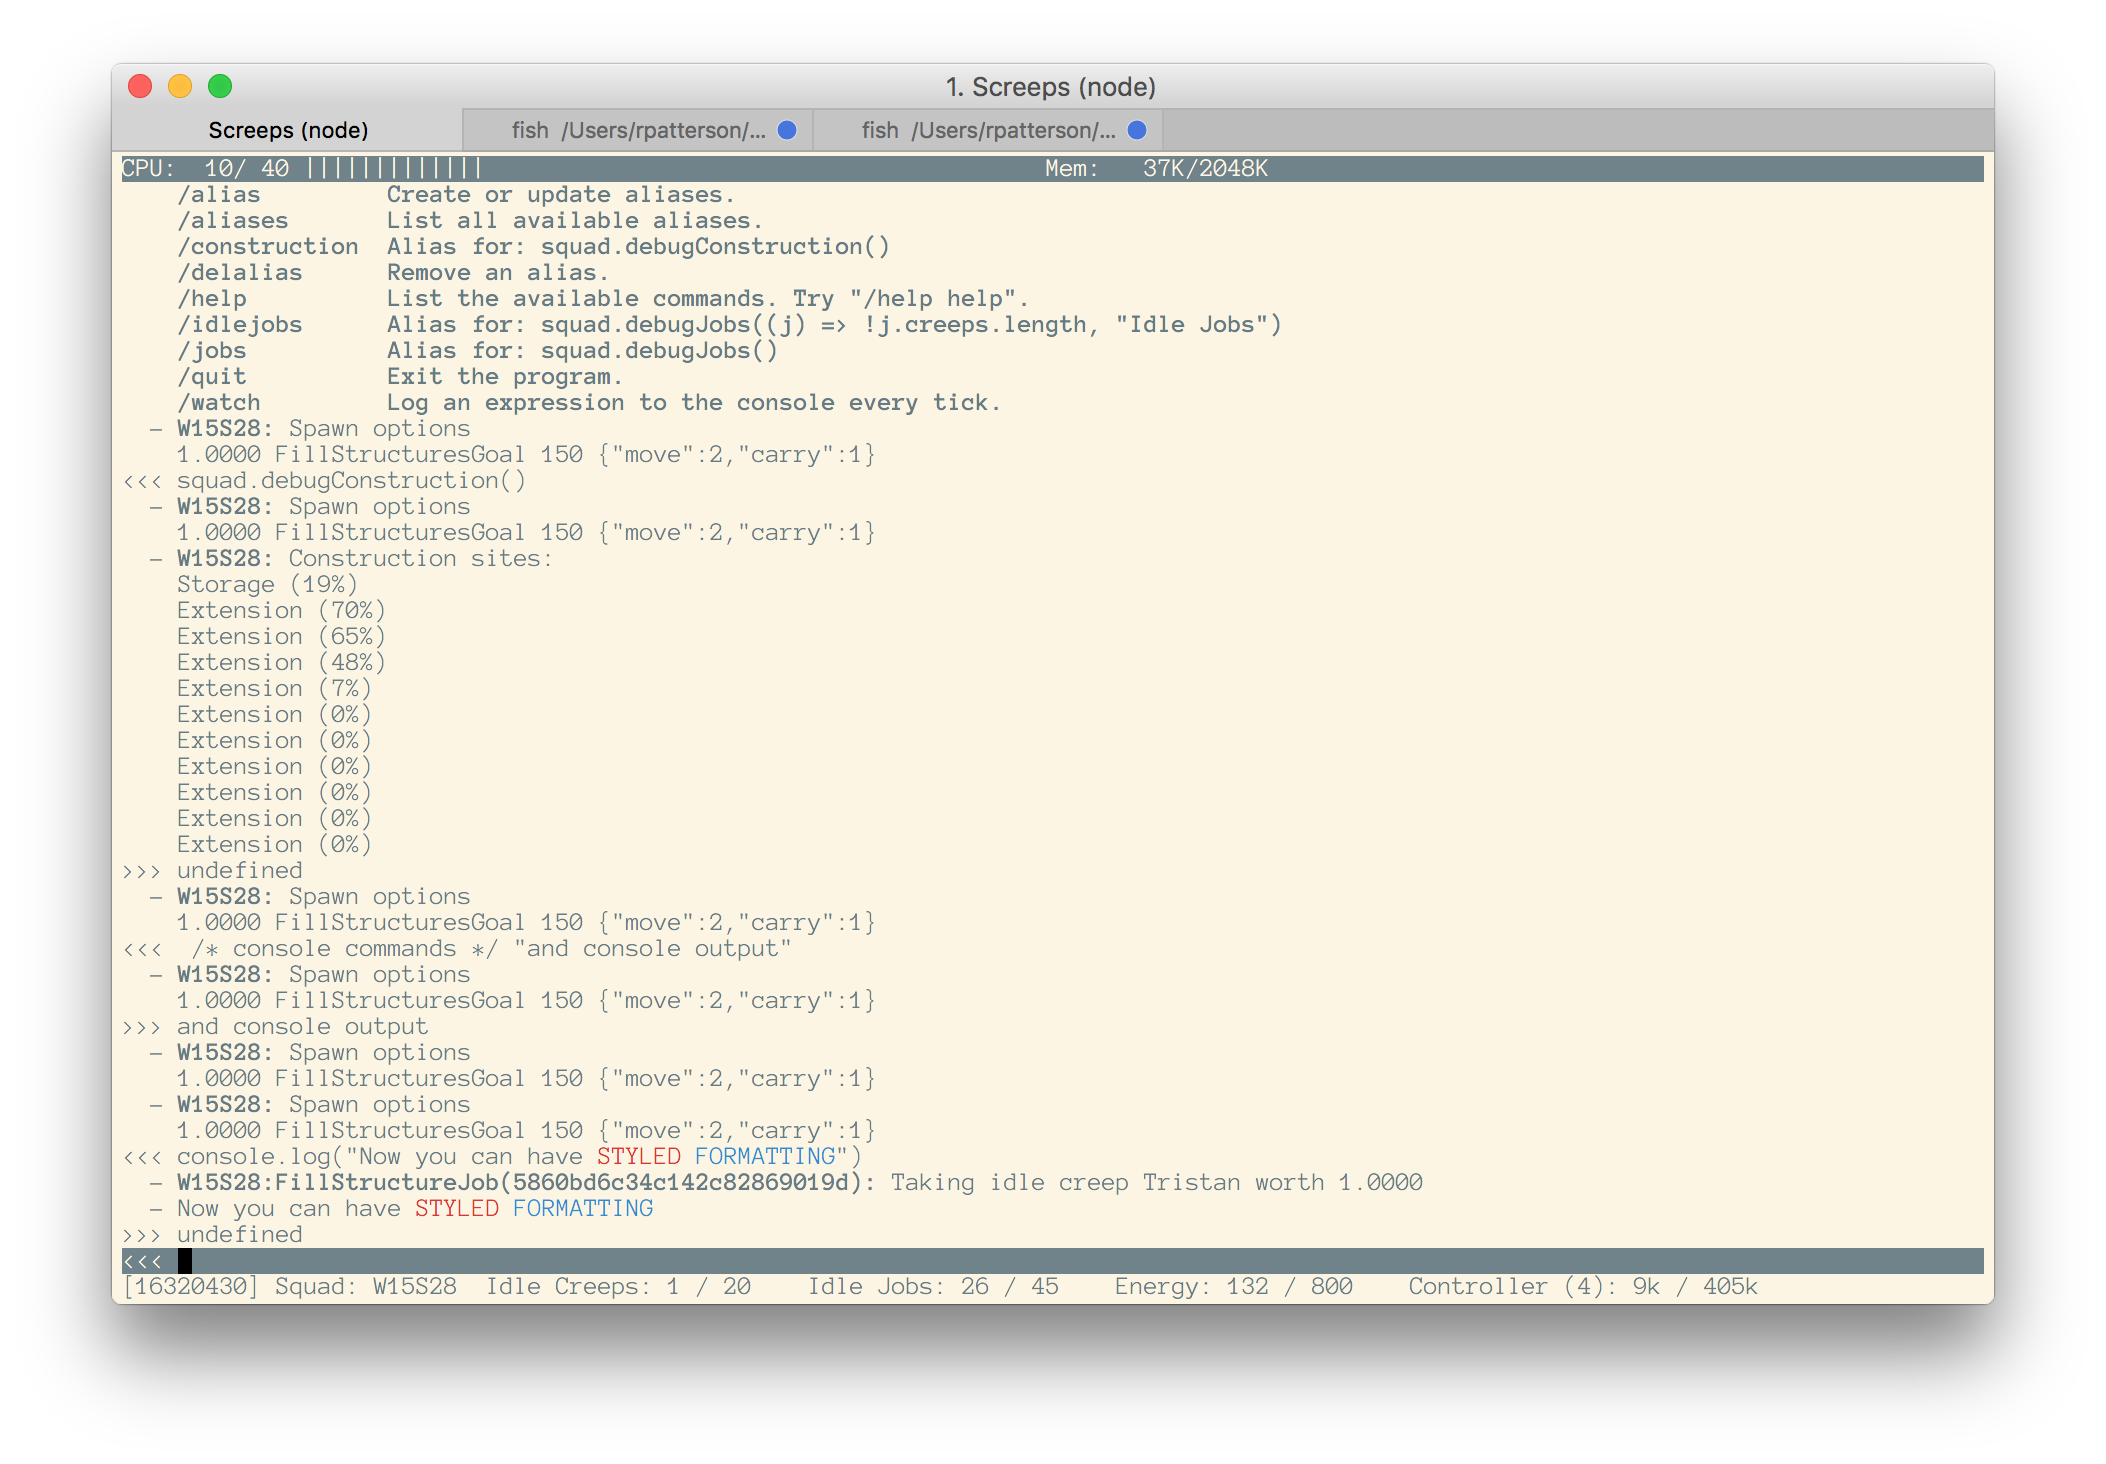 1. Screeps (node)
Screeps (node) fish /Users/rpatterson/... fish /Users/rpatterson/...
CPU: 10/ 40 ||||||||||||| Mem: 37K/2048K
/alias Create or update aliases.
/aliases List all available aliases.
/construction Alias for: squad.debugConstruction()
/delalias Remove an alias.
/help List the available commands. Try "/help help".
/idlejobs Alias for: squad.debugJobs((j) => !j.creeps.length, "Idle Jobs")
/jobs Alias for: squad.debugJobs()
/quit Exit the program.
/watch Log an expression to the console every tick.
– W15S28: Spawn options
1.0000 FillStructuresGoal 150 {"move":2,"carry":1}
<<< squad.debugConstruction()
– W15S28: Spawn options
1.0000 FillStructuresGoal 150 {"move":2,"carry":1}
– W15S28: Construction sites:
Storage (19%)
Extension (70%)
Extension (65%)
Extension (48%)
Extension (7%)
Extension (0%)
Extension (0%)
Extension (0%)
Extension (0%)
Extension (0%)
Extension (0%)
>>> undefined
– W15S28: Spawn options
1.0000 FillStructuresGoal 150 {"move":2,"carry":1}
<<< /* console commands */ "and console output"
– W15S28: Spawn options
1.0000 FillStructuresGoal 150 {"move":2,"carry":1}
>>> and console output
– W15S28: Spawn options
1.0000 FillStructuresGoal 150 {"move":2,"carry":1}
– W15S28: Spawn options
1.0000 FillStructuresGoal 150 {"move":2,"carry":1}
<<< console.log("Now you can have STYLED FORMATTING")
– W15S28:FillStructureJob(5860bd6c34c142c82869019d): Taking idle creep Tristan worth 1.0000
– Now you can have STYLED FORMATTING
>>> undefined
<<<
[16320430] Squad: W15S28 Idle Creeps: 1 / 20 Idle Jobs: 26 / 45 Energy: 132 / 800 Controller (4): 9k / 405k